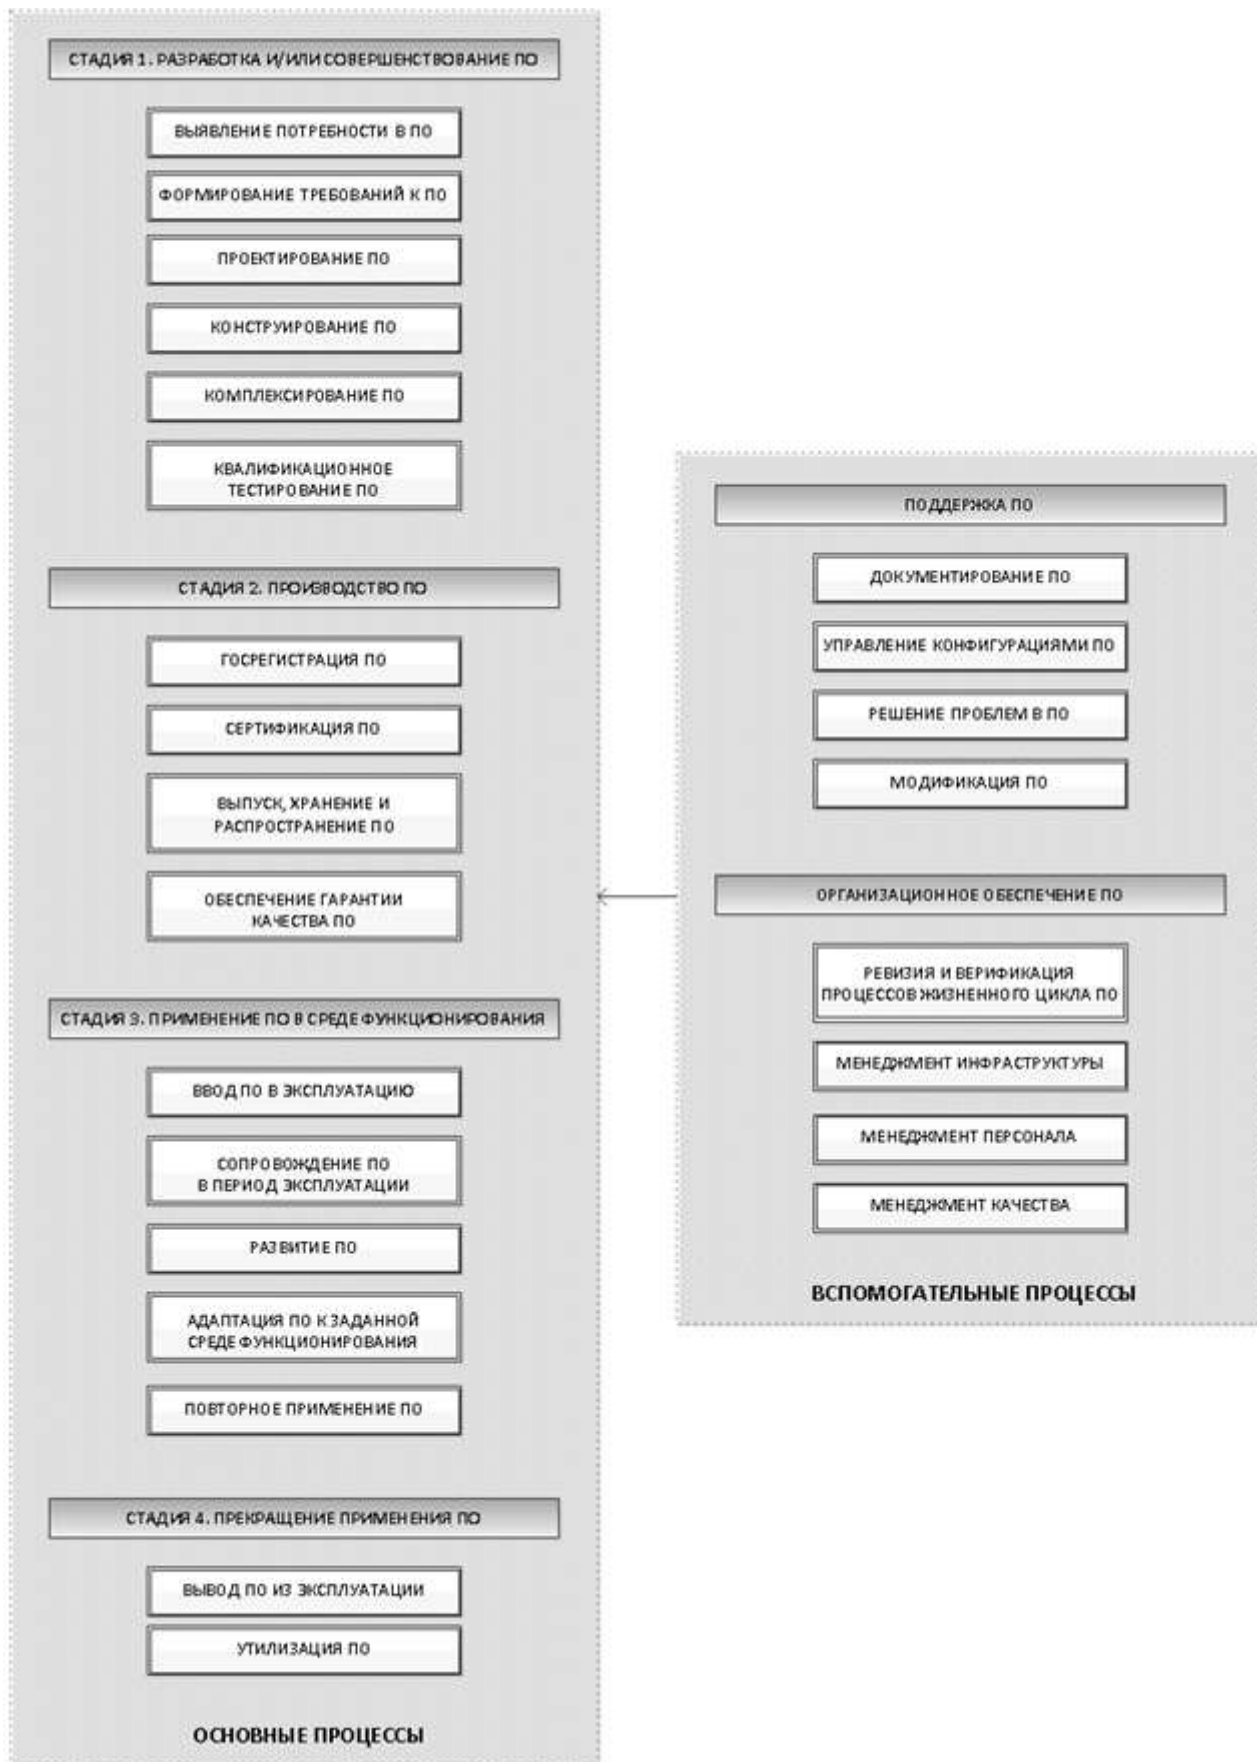 СТАДИЯ 1. РАЗРАБОТКА И/ИЛИ СОВЕРШЕНСТВОВАНИЕ ПО
ВЫЯВЛЕНИЕ ПОТРЕБНОСТИ В ПО
ФОРМИРОВАНИЕ ТРЕБОВАНИЙ К ПО
ПРОЕКТИРОВАНИЕ ПО
КОНСТРУИРОВАНИЕ ПО
КОМПЛЕКСИРОВАНИЕ ПО
КВАЛИФИКАЦИОННОЕ
ТЕСТИРОВАНИЕ ПО
СТАДИЯ 2. ПРОИЗВОДСТВО ПО
ГОСРЕГИСТРАЦИЯ ПО
СЕРТИФИКАЦИЯ ПО
ВЫПУСК, ХРАНЕНИЕ И
РАСПРОСТРАНЕНИЕ ПО
ОБЕСПЕЧЕНИЕ ГАРАНТИИ
КАЧЕСТВА ПО
СТАДИЯ 3. ПРИМЕНЕНИЕ ПО В СРЕДЕ ФУНКЦИОНИРОВАНИЯ
ВВОД ПО В ЭКСПЛУАТАЦИЮ
СОПРОВОЖДЕНИЕ ПО
В ПЕРИОД ЭКСПЛУАТАЦИИ
РАЗВИТИЕ ПО
АДАПТАЦИЯ ПО К ЗАДАННОЙ
СРЕДЕ ФУНКЦИОНИРОВАНИЯ
ПОВТОРНОЕ ПРИМЕНЕНИЕ ПО
СТАДИЯ 4. ПРЕКРАЩЕНИЕ ПРИМЕНЕНИЯ ПО
ВЫВОД ПО ИЗ ЭКСПЛУАТАЦИИ
УТИЛИЗАЦИЯ ПО
ОСНОВНЫЕ ПРОЦЕССЫ
ПОДДЕРЖКА ПО
ДОКУМЕНТИРОВАНИЕ ПО
УПРАВЛЕНИЕ КОНФИГУРАЦИЯМИ ПО
РЕШЕНИЕ ПРОБЛЕМ В ПО
МОДИФИКАЦИЯ ПО
ОРГАНИЗАЦИОННОЕ ОБЕСПЕЧЕНИЕ ПО
РЕВИЗИЯ И ВЕРИФИКАЦИЯ
ПРОЦЕССОВ ЖИЗНЕННОГО ЦИКЛА ПО
МЕНЕДЖМЕНТ ИНФРАСТРУКТУРЫ
МЕНЕДЖМЕНТ ПЕРСОНАЛА
МЕНЕДЖМЕНТ КАЧЕСТВА
ВСПОМОГАТЕЛЬНЫЕ ПРОЦЕССЫ